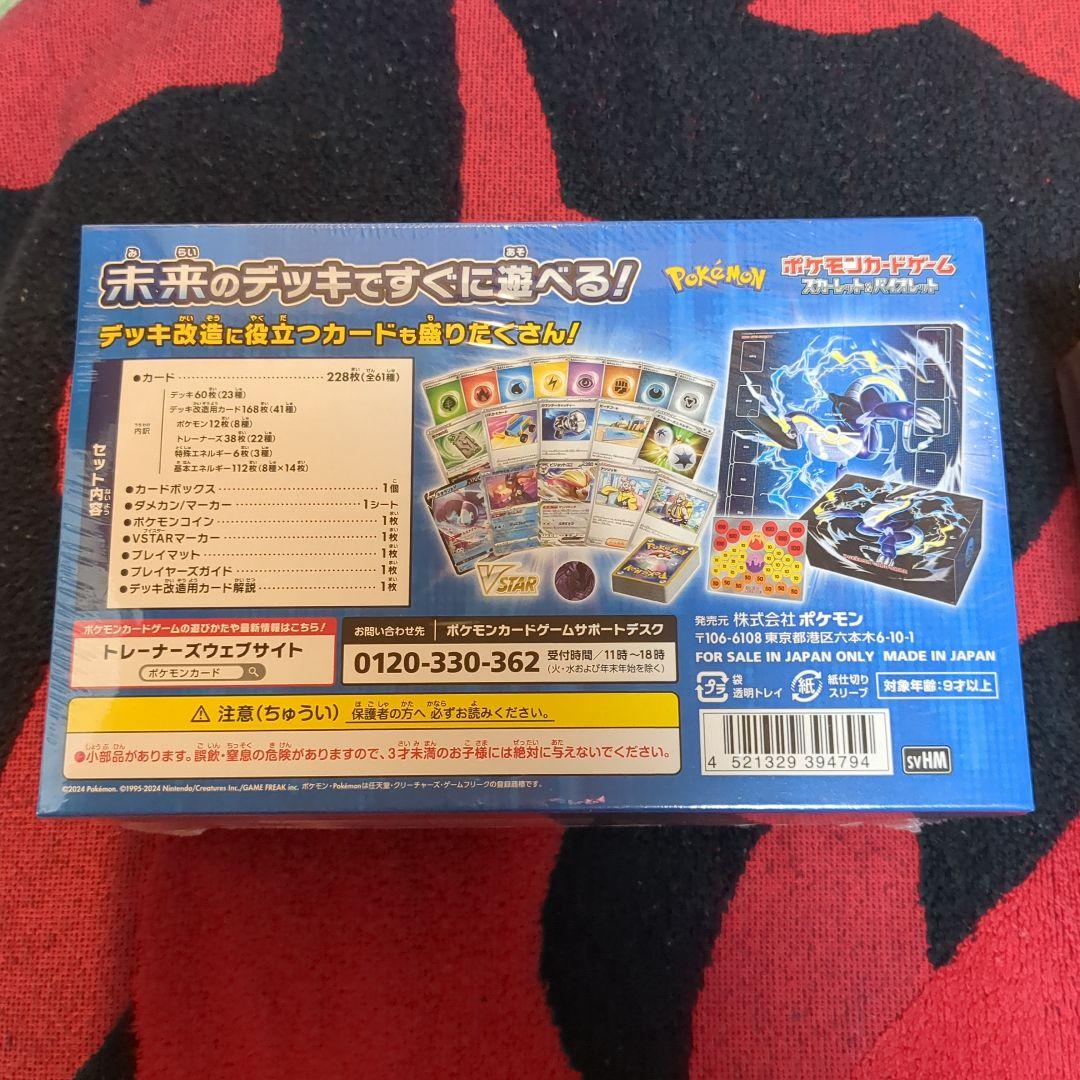 未来のデッキですぐに遊べる!
デッキ改造に役立つカードも盛りだくさん!
Pokémon
ポケモンカードゲーム
スカーレット&バイオレット
セット内容
●カード 228枚(全61種)
内訳
デッキ60枚(23種)
デッキ改造用カード168枚(41種)
ポケモン12枚(8種)
トレーナーズ38枚(22種)
特殊エネルギー6枚(3種)
基本エネルギー112枚(8種×14枚)
●カードボックス 1個
●ダメカン/マーカー 1シート
●ポケモンコイン 1枚
●VSTARマーカー 1枚
●プレイマット 1枚
●プレイヤーズガイド 1枚
●デッキ改造用カード解説 1枚
VSTAR
ポケモンカードゲームの遊びかたや最新情報はこちら!
トレーナーズウェブサイト
ポケモンカード
お問い合わせ先 ポケモンカードゲームサポートデスク
0120-330-362 受付時間/11時~18時
(火・水および年末年始を除く)
発売元 株式会社 ポケモン
〒106-6108 東京都港区六本木6-10-1
FOR SALE IN JAPAN ONLY MADE IN JAPAN
プラ 袋
透明トレイ
紙 紙仕切り
スリーブ
対象年齢:9才以上
注意(ちゅうい) 保護者の方へ 必ずお読みください。
●小部品があります。誤飲・窒息の危険がありますので、3才未満のお子様には絶対に与えないでください。
©2024 Pokémon. ©1995-2024 Nintendo/Creatures Inc./GAME FREAK inc. ポケモン・Pokémonは任天堂・クリーチャーズ・ゲームフリークの登録商標です。
4 521329 394794
svHM